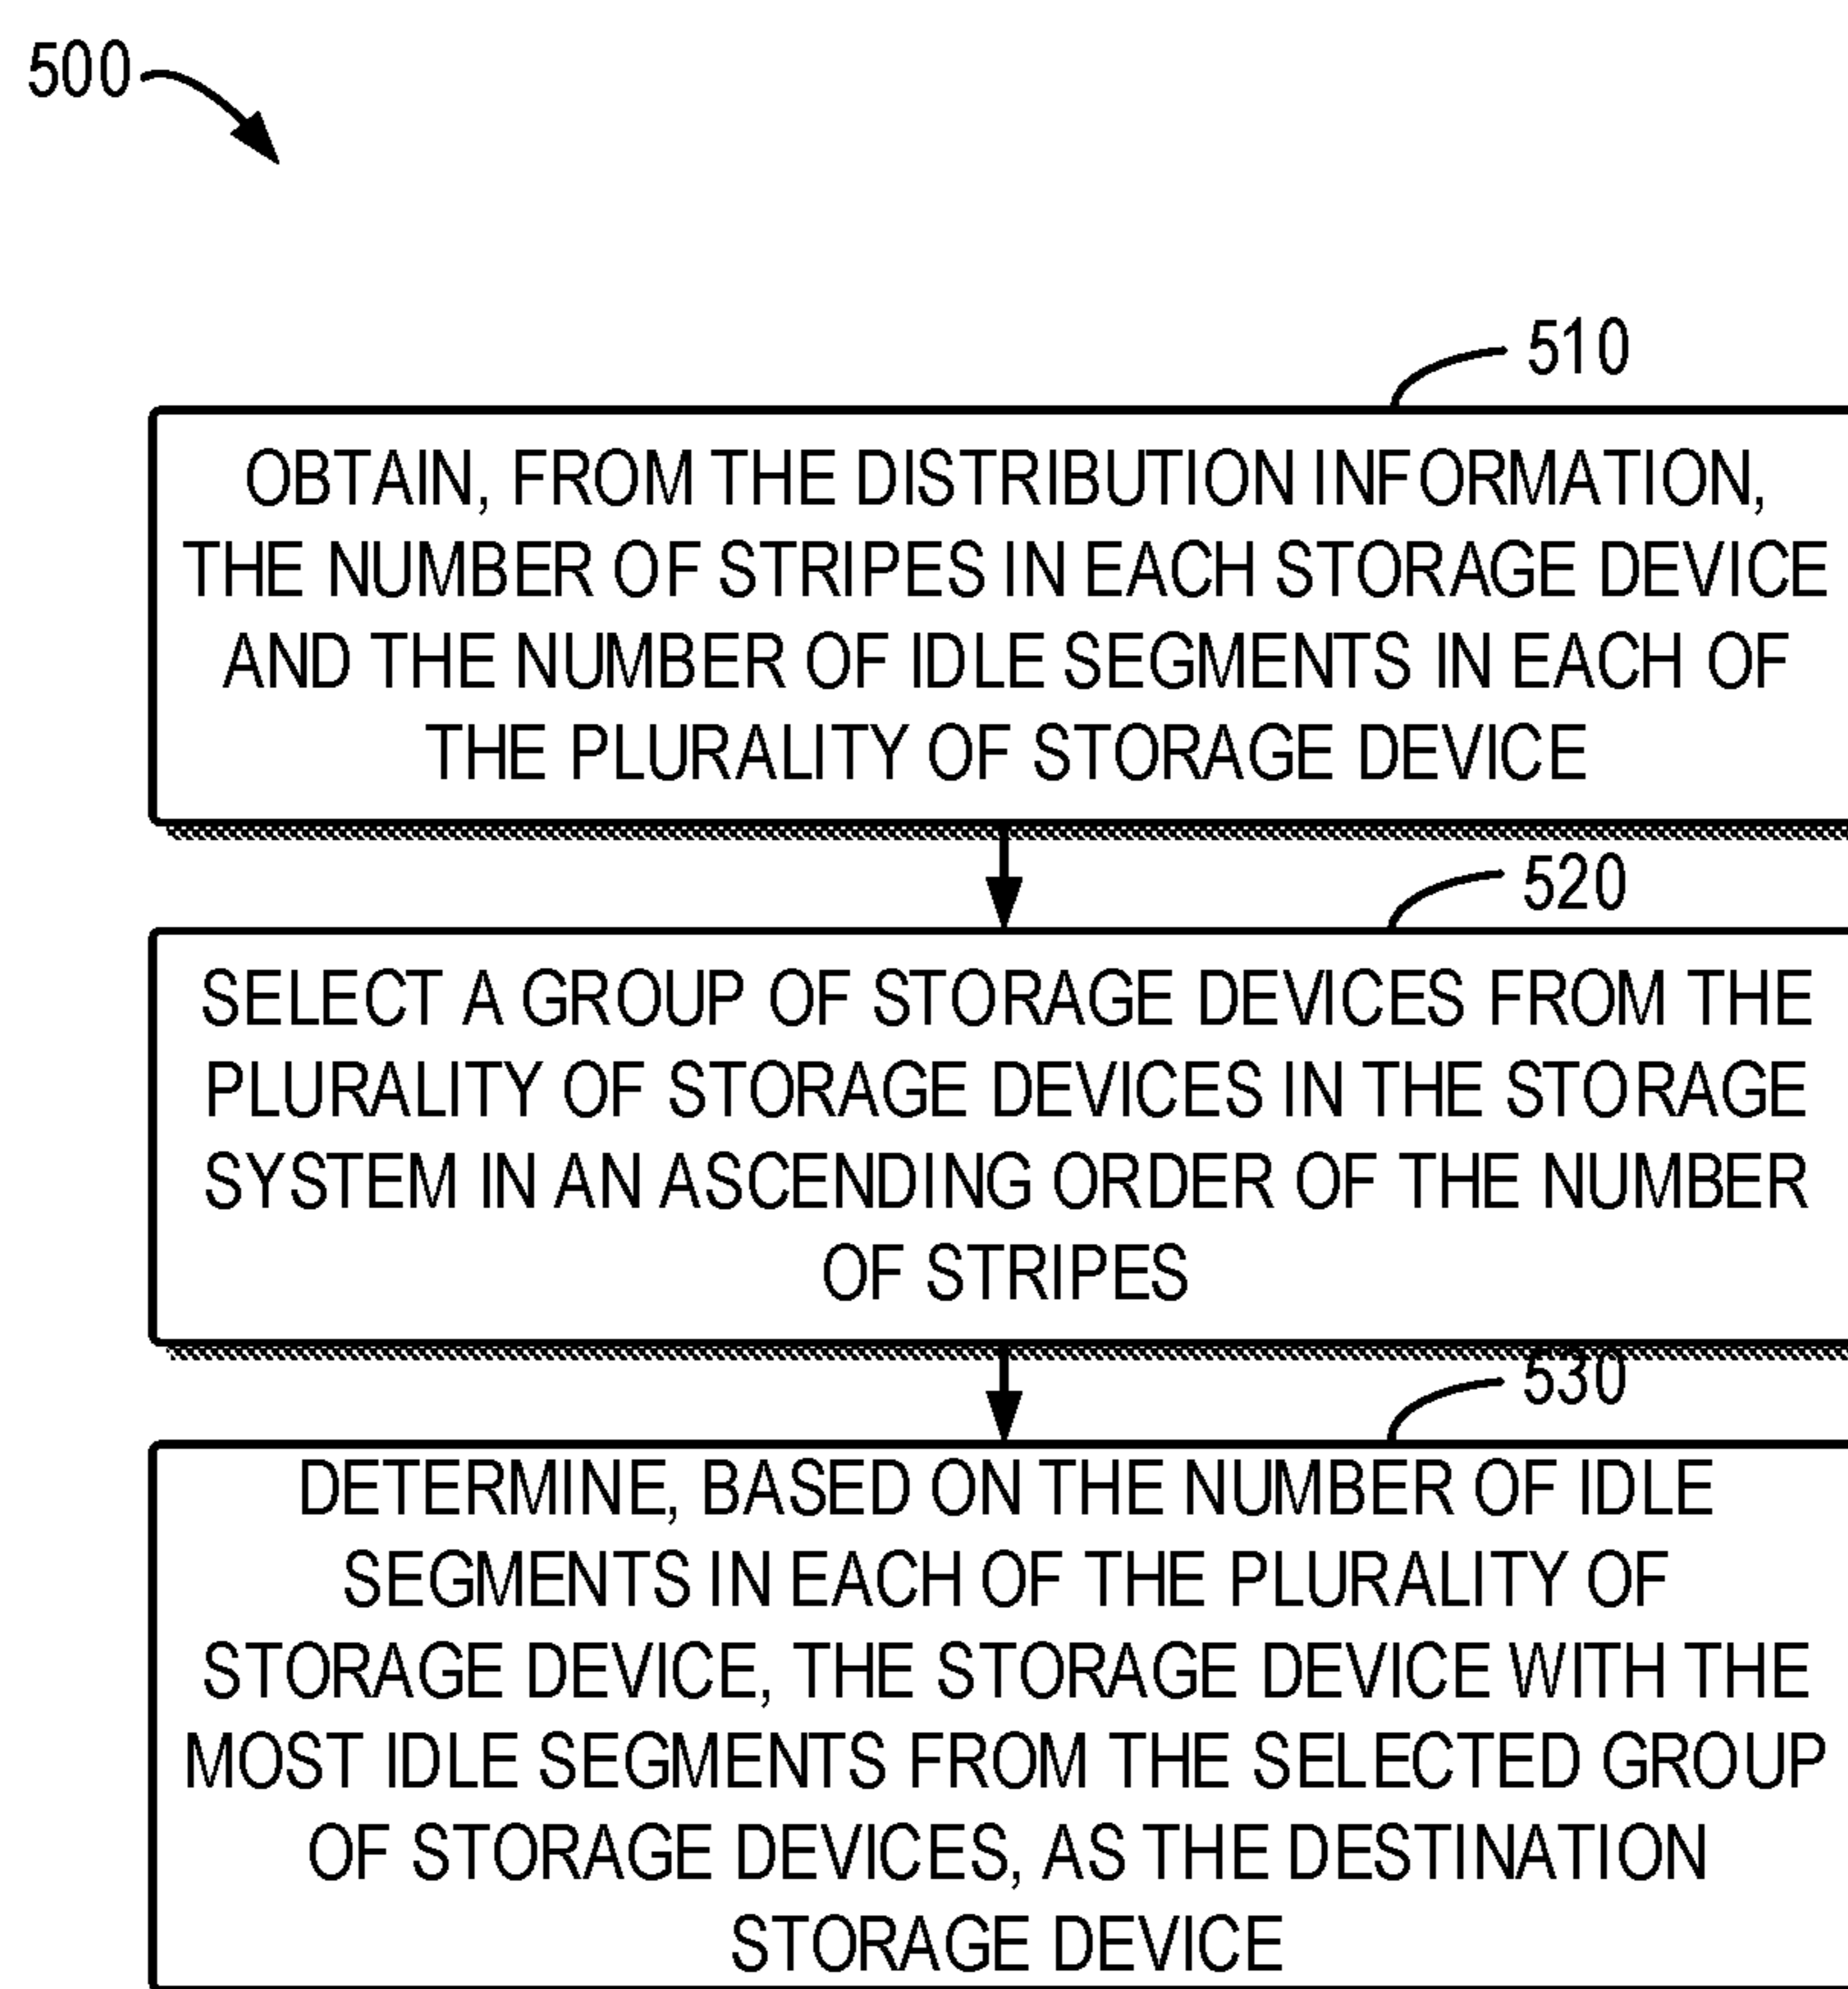 500
510
OBTAIN, FROM THE DISTRIBUTION INFORMATION,
THE NUMBER OF STRIPES IN EACH STORAGE DEVICE
AND THE NUMBER OF IDLE SEGMENTS IN EACH OF
THE PLURALITY OF STORAGE DEVICE
520
SELECT A GROUP OF STORAGE DEVICES FROM THE
PLURALITY OF STORAGE DEVICES IN THE STORAGE
SYSTEM IN AN ASCENDING ORDER OF THE NUMBER
OF STRIPES
530
DETERMINE, BASED ON THE NUMBER OF IDLE
SEGMENTS IN EACH OF THE PLURALITY OF
STORAGE DEVICE, THE STORAGE DEVICE WITH THE
MOST IDLE SEGMENTS FROM THE SELECTED GROUP
OF STORAGE DEVICES, AS THE DESTINATION
STORAGE DEVICE